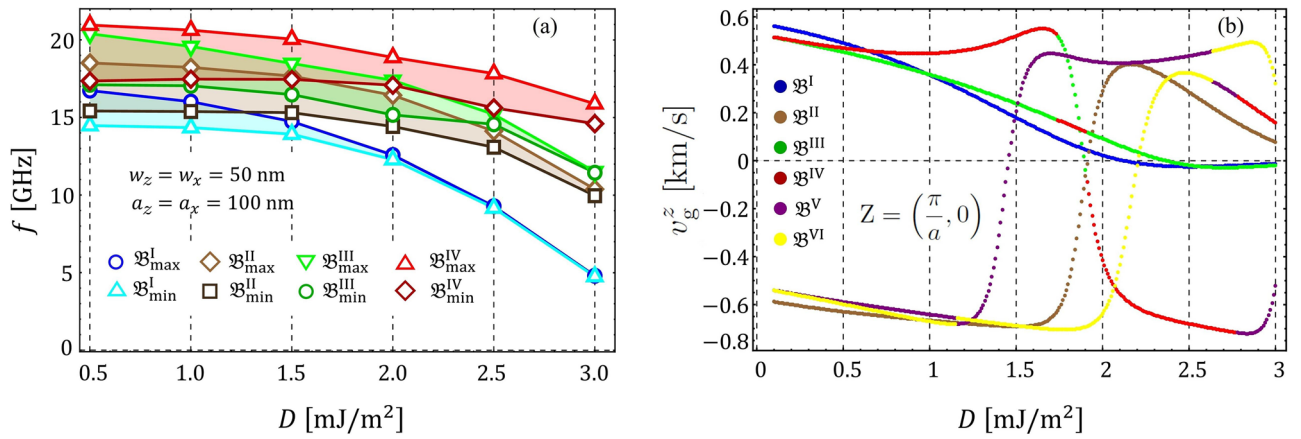 (a)
20
15
10
5
0
f [GHz]
w_z = w_x = 50 nm
a_z = a_x = 100 nm
𝔅^I_max 𝔅^II_max 𝔅^III_max 𝔅^IV_max
𝔅^I_min 𝔅^II_min 𝔅^III_min 𝔅^IV_min
0.5 1.0 1.5 2.0 2.5 3.0
D [mJ/m²]
(b)
0.6
0.4
0.2
0
−0.2
−0.4
−0.6
−0.8
v_g^z [km/s]
𝔅^I
𝔅^II
𝔅^III
𝔅^IV
𝔅^V
𝔅^VI
Z = (π/a, 0)
0 0.5 1 1.5 2 2.5 3
D [mJ/m²]